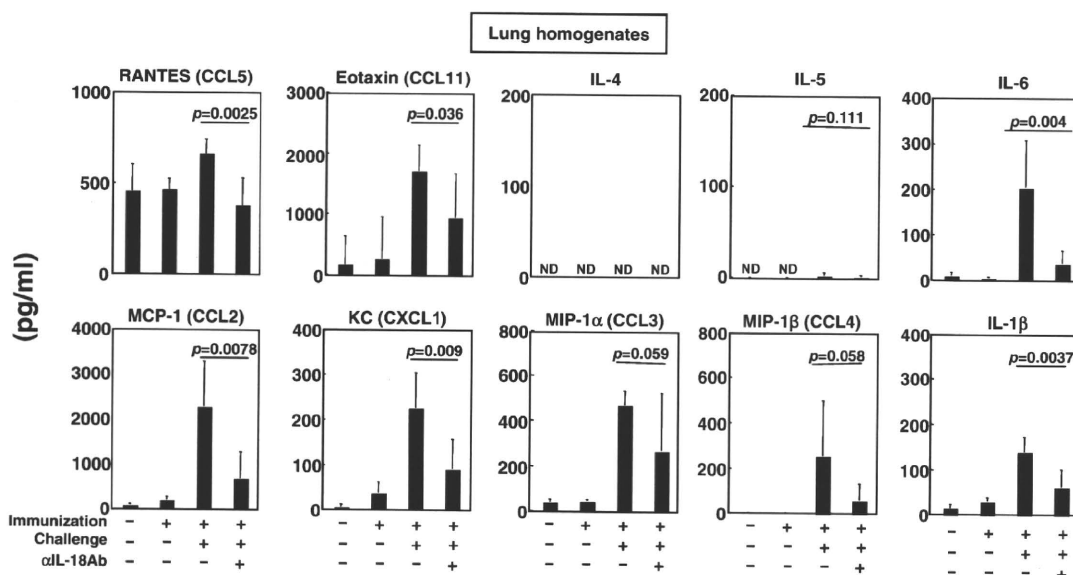 Lung homogenates
RANTES (CCL5)
1000
500
0
p=0.0025
Eotaxin (CCL11)
3000
2000
1000
0
p=0.036
IL-4
200
100
0
ND ND ND ND
IL-5
200
100
0
p=0.111
ND ND
IL-6
400
300
200
100
0
p=0.004
(pg/ml)
MCP-1 (CCL2)
4000
3000
2000
1000
0
p=0.0078
KC (CXCL1)
400
300
200
100
0
p=0.009
MIP-1α (CCL3)
800
600
400
200
0
p=0.059
MIP-1β (CCL4)
800
600
400
200
0
p=0.058
IL-1β
400
300
200
100
0
p=0.0037
Immunization − + + + − + + + − + + + − + + + − + + +
Challenge − − + + − − + + − − + + − − + + − − + +
αIL-18Ab − − − + − − − + − − − + − − − + − − − +